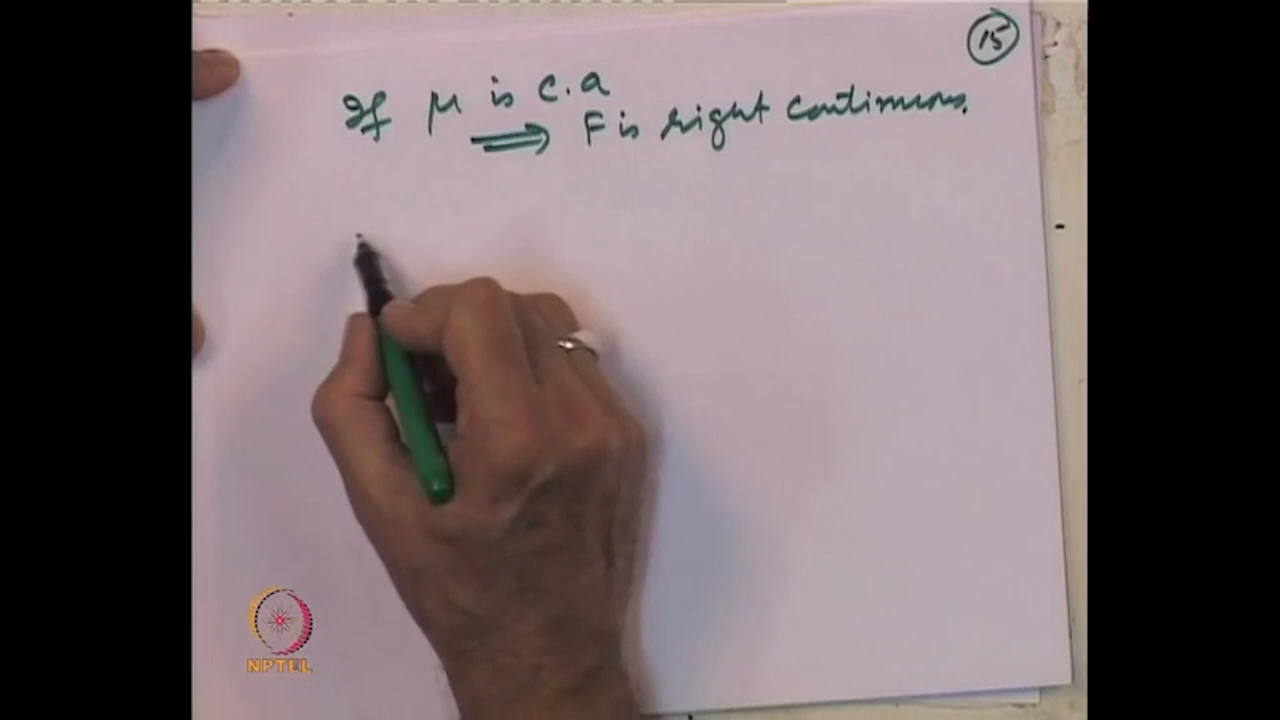 15
If μ is c.a
⟹ F is right continuous.
NPTEL